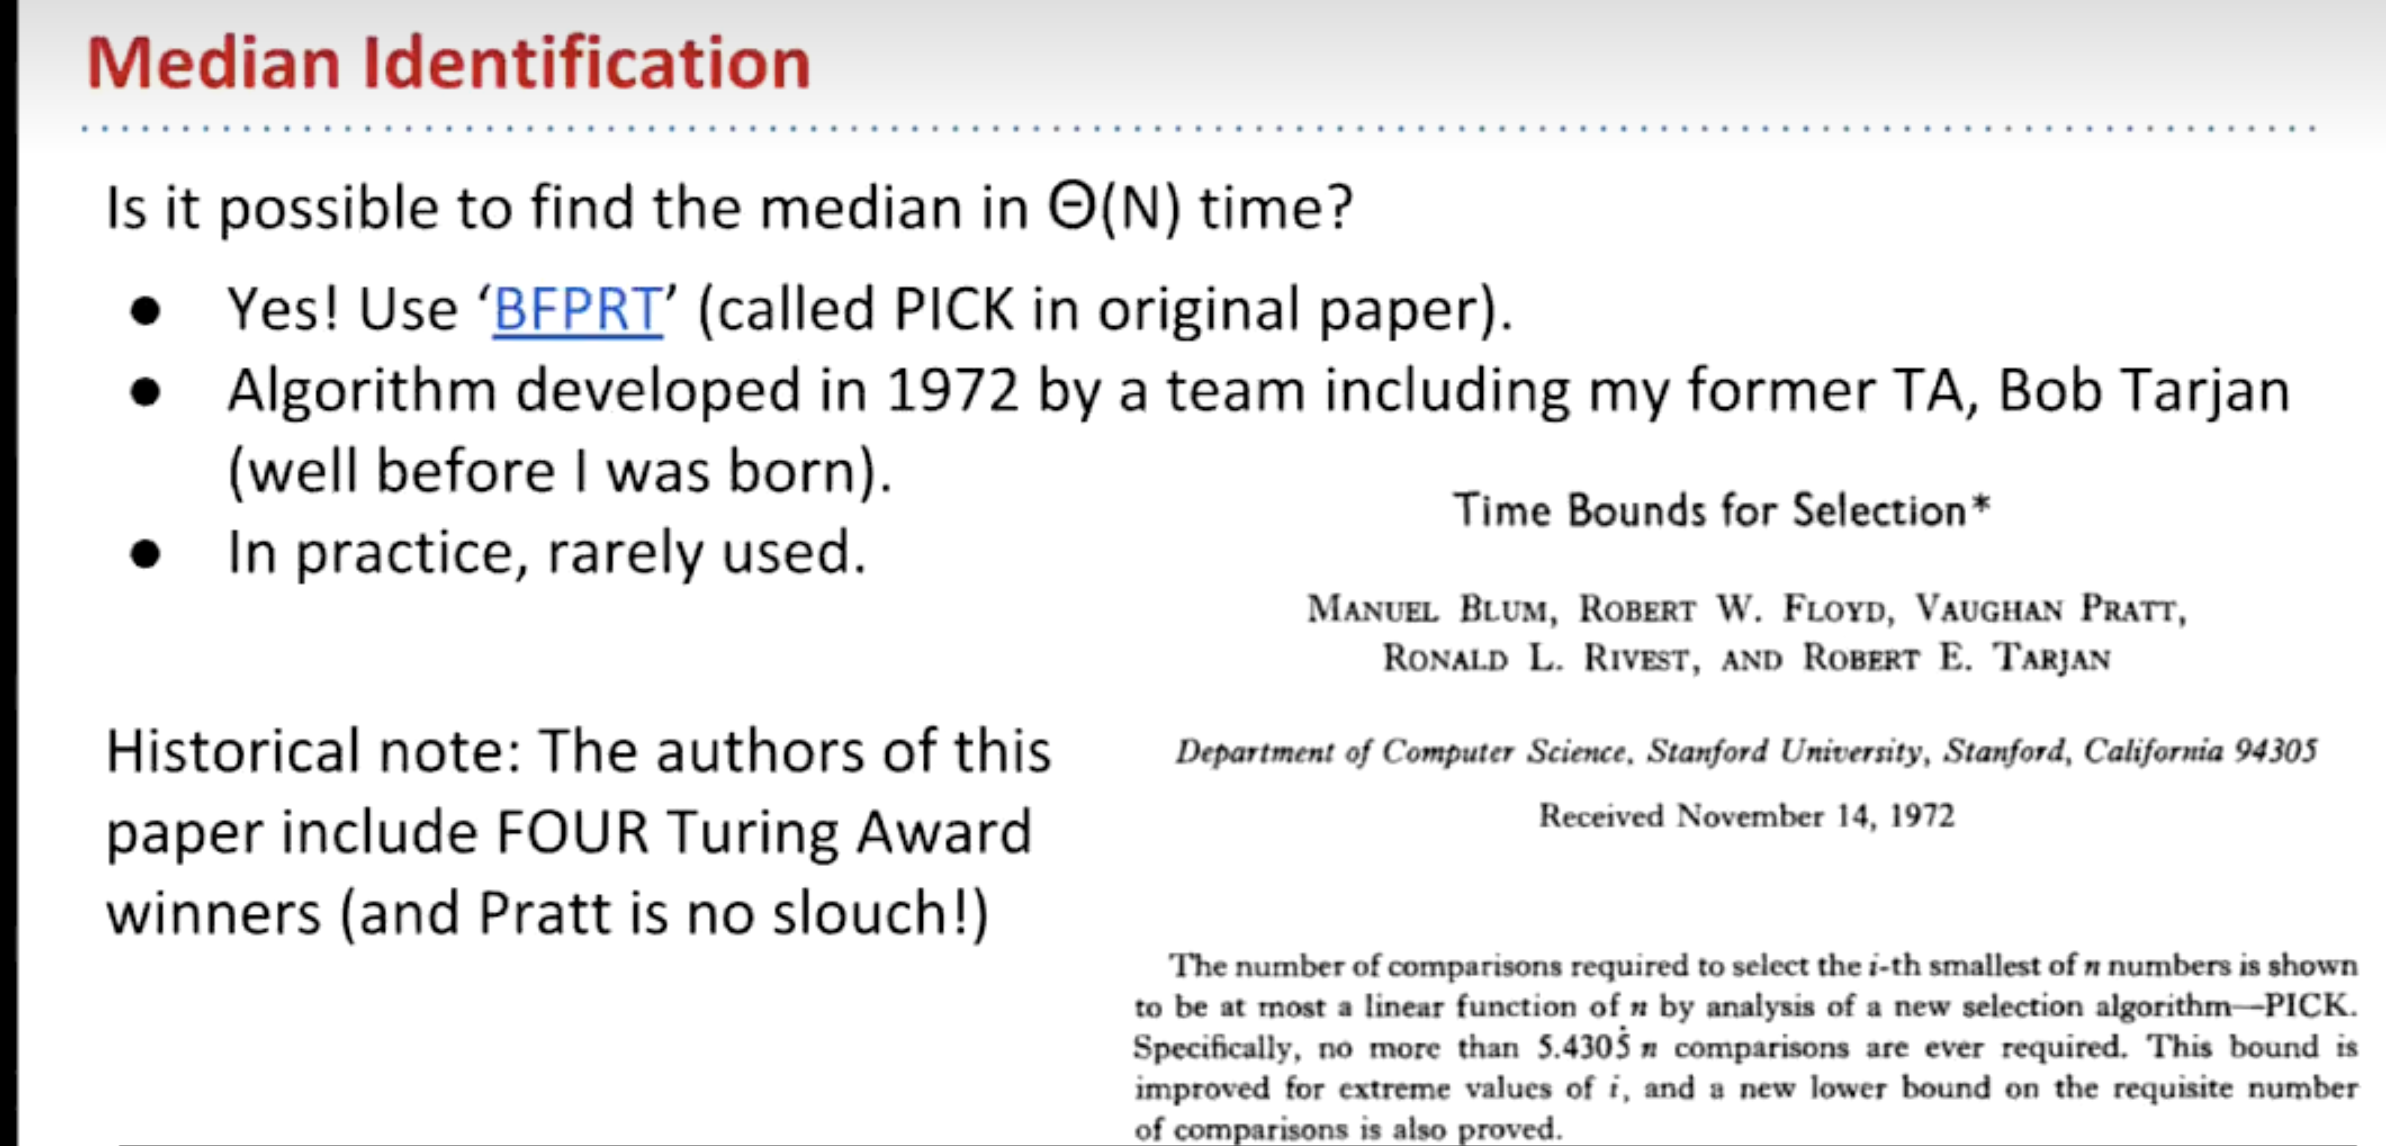 Median Identification
Is it possible to find the median in Θ(N) time?
● Yes! Use ‘BFPRT’ (called PICK in original paper).
● Algorithm developed in 1972 by a team including my former TA, Bob Tarjan
(well before I was born).
● In practice, rarely used.
Historical note: The authors of this
paper include FOUR Turing Award
winners (and Pratt is no slouch!)
Time Bounds for Selection*
MANUEL BLUM, ROBERT W. FLOYD, VAUGHAN PRATT,
RONALD L. RIVEST, AND ROBERT E. TARJAN
Department of Computer Science, Stanford University, Stanford, California 94305
Received November 14, 1972
The number of comparisons required to select the i-th smallest of n numbers is shown
to be at most a linear function of n by analysis of a new selection algorithm—PICK.
Specifically, no more than 5.4305̇ n comparisons are ever required. This bound is
improved for extreme values of i, and a new lower bound on the requisite number
of comparisons is also proved.